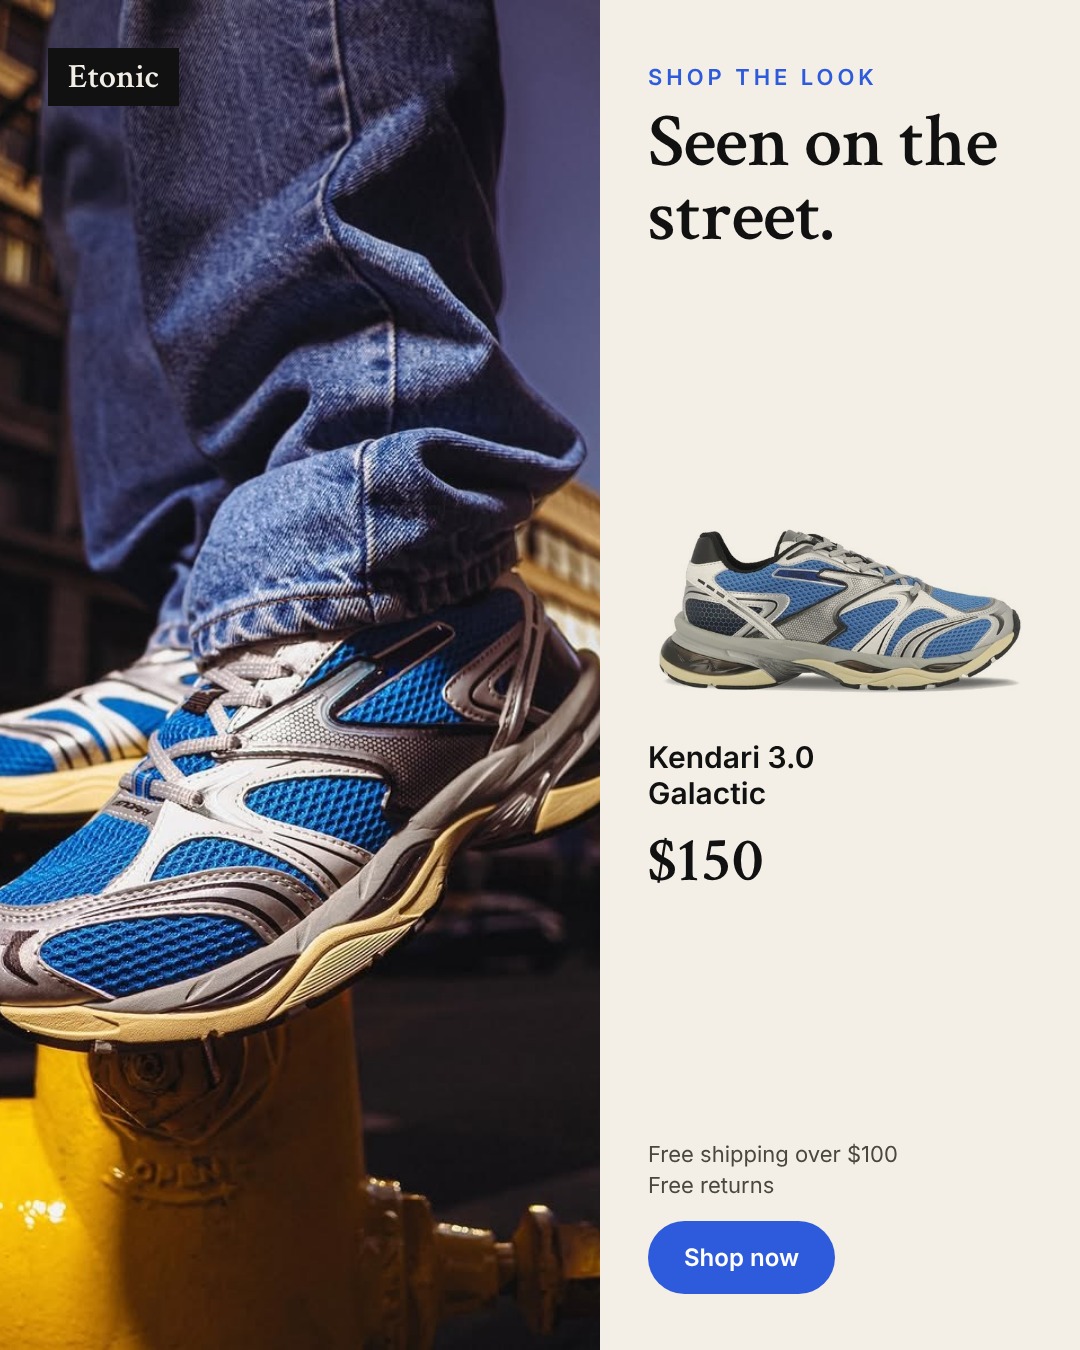 Etonic
SHOP THE LOOK
Seen on the
street.
Kendari 3.0
Galactic
$150
Free shipping over $100
Free returns
Shop now
OPEN